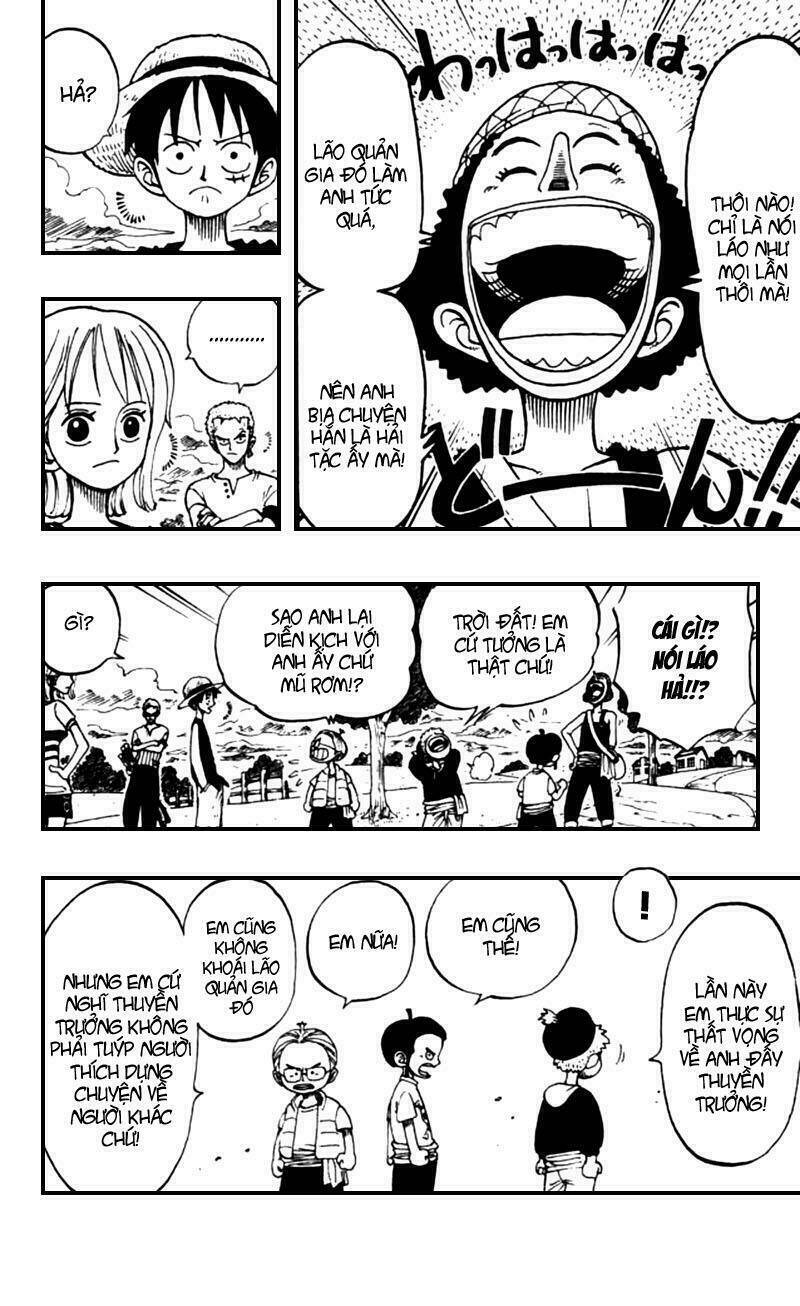 わっはっはっはっはっ
THÔI NÀO!
CHỈ LÀ NÓI
LÁO NHƯ
MỌI LẦN
THÔI MÀ!
LÃO QUẢN
GIA ĐÓ LÀM
ANH TỨC
QUÁ,
NÊN ANH
BỊA CHUYỆN
HẮN LÀ HẢI
TẶC ẤY MÀ!
どーん!!
HẢ?
............
CÁI GÌ!?
NÓI LÁO
HẢ!!?
TRỜI ĐẤT! EM
CỨ TƯỞNG LÀ
THẬT CHỨ!
SAO ANH LẠI
DIỄN KỊCH VỚI
ANH ẤY CHỨ
MŨ RƠM!?
GÌ?
!
LẦN NÀY
EM THỰC SỰ
THẤT VỌNG
VỀ ANH ĐẤY
THUYỀN
TRƯỞNG!
EM CŨNG
THẾ!
EM NỮA!
EM CŨNG
KHÔNG
KHOÁI LÃO
QUẢN GIA
ĐÓ
NHƯNG EM CỨ
NGHĨ THUYỀN
TRƯỞNG KHÔNG
PHẢI TUÝP NGƯỜI
THÍCH DỰNG
CHUYỆN VỀ
NGƯỜI KHÁC
CHỨ!